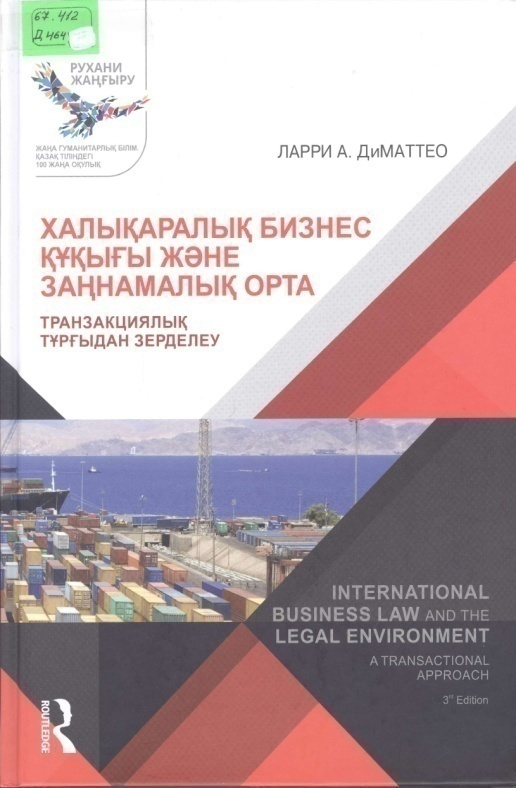 67.412
Д 464
РУХАНИ
ЖАҢҒЫРУ
ЖАҢА ГУМАНИТАРЛЫҚ БІЛІМ.
ҚАЗАҚ ТІЛІНДЕГІ
100 ЖАҢА ОҚУЛЫҚ
ЛАРРИ А. ДиМАТТЕО
ХАЛЫҚАРАЛЫҚ БИЗНЕС
ҚҰҚЫҒЫ ЖӘНЕ
ЗАҢНАМАЛЫҚ ОРТА
ТРАНЗАКЦИЯЛЫҚ
ТҰРҒЫДАН ЗЕРДЕЛЕУ
INTERNATIONAL
BUSINESS LAW AND THE
LEGAL ENVIRONMENT
A TRANSACTIONAL
APPROACH
3rd Edition
ROUTLEDGE